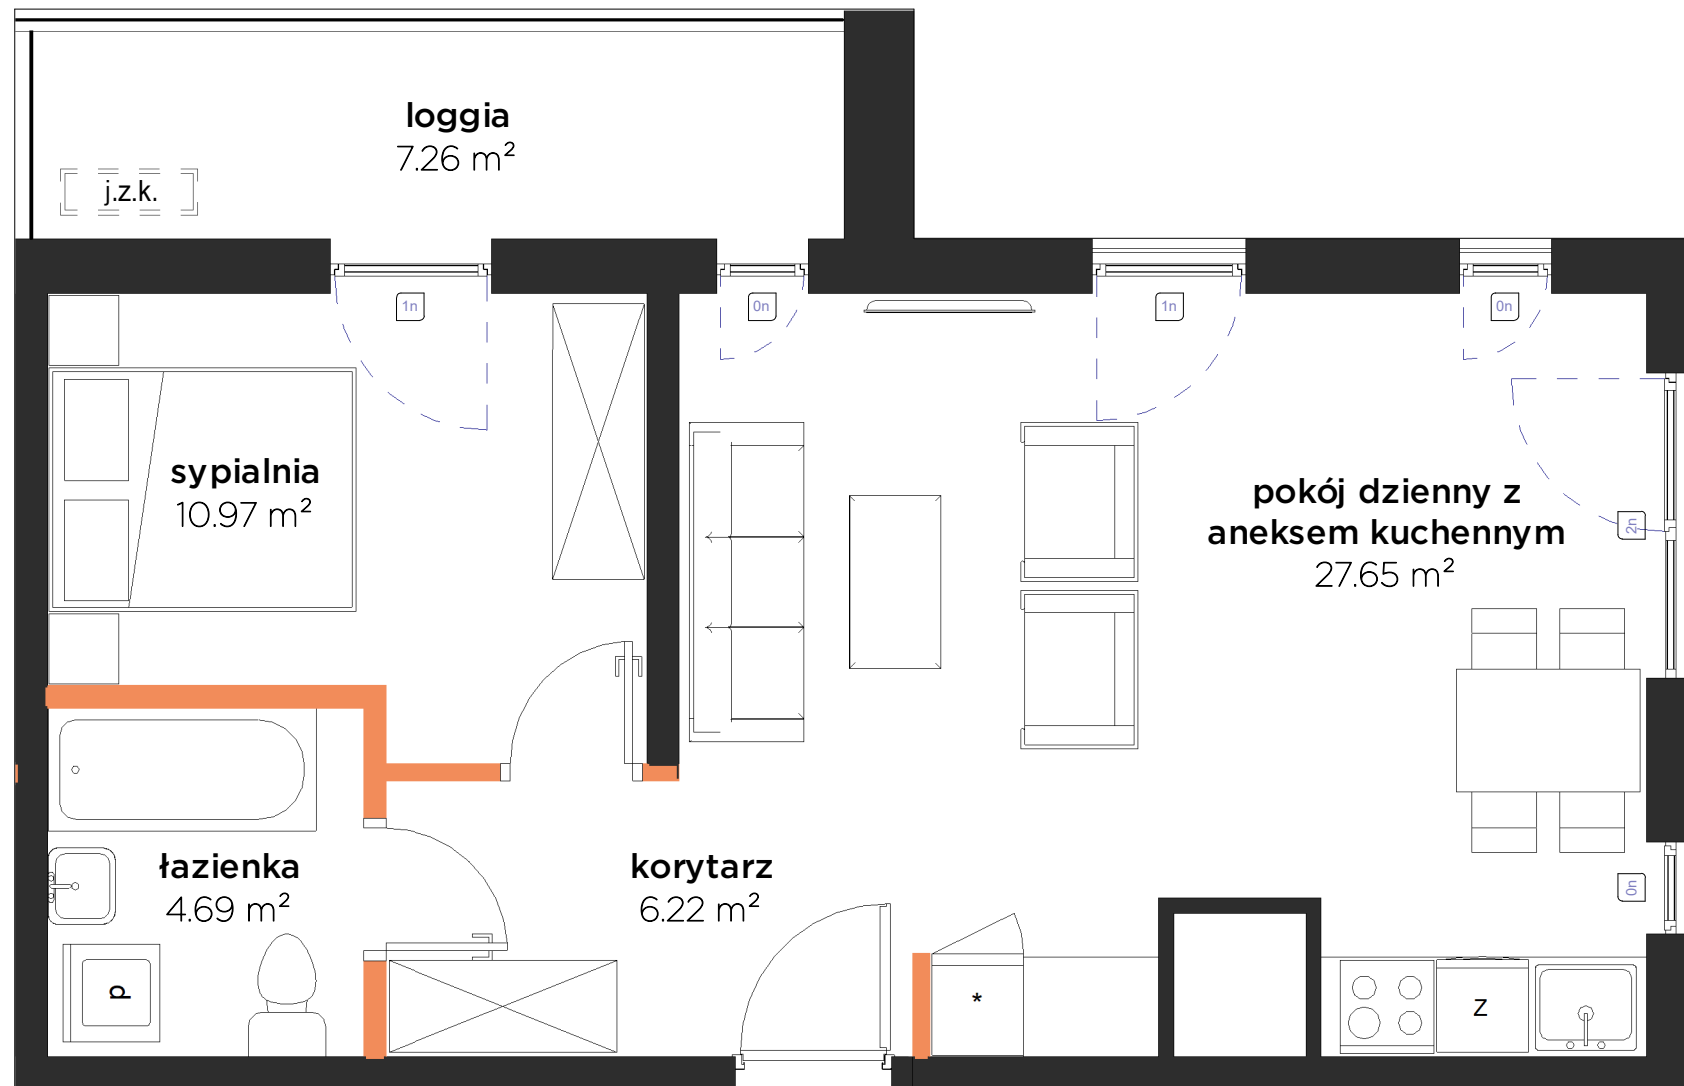 loggia
7.26 m²
j.z.k.
1n
0n
1n
0n
sypialnia
10.97 m²
pokój dzienny z
aneksem kuchennym
27.65 m²
2n
łazienka
4.69 m²
korytarz
6.22 m²
0n
p
*
Z